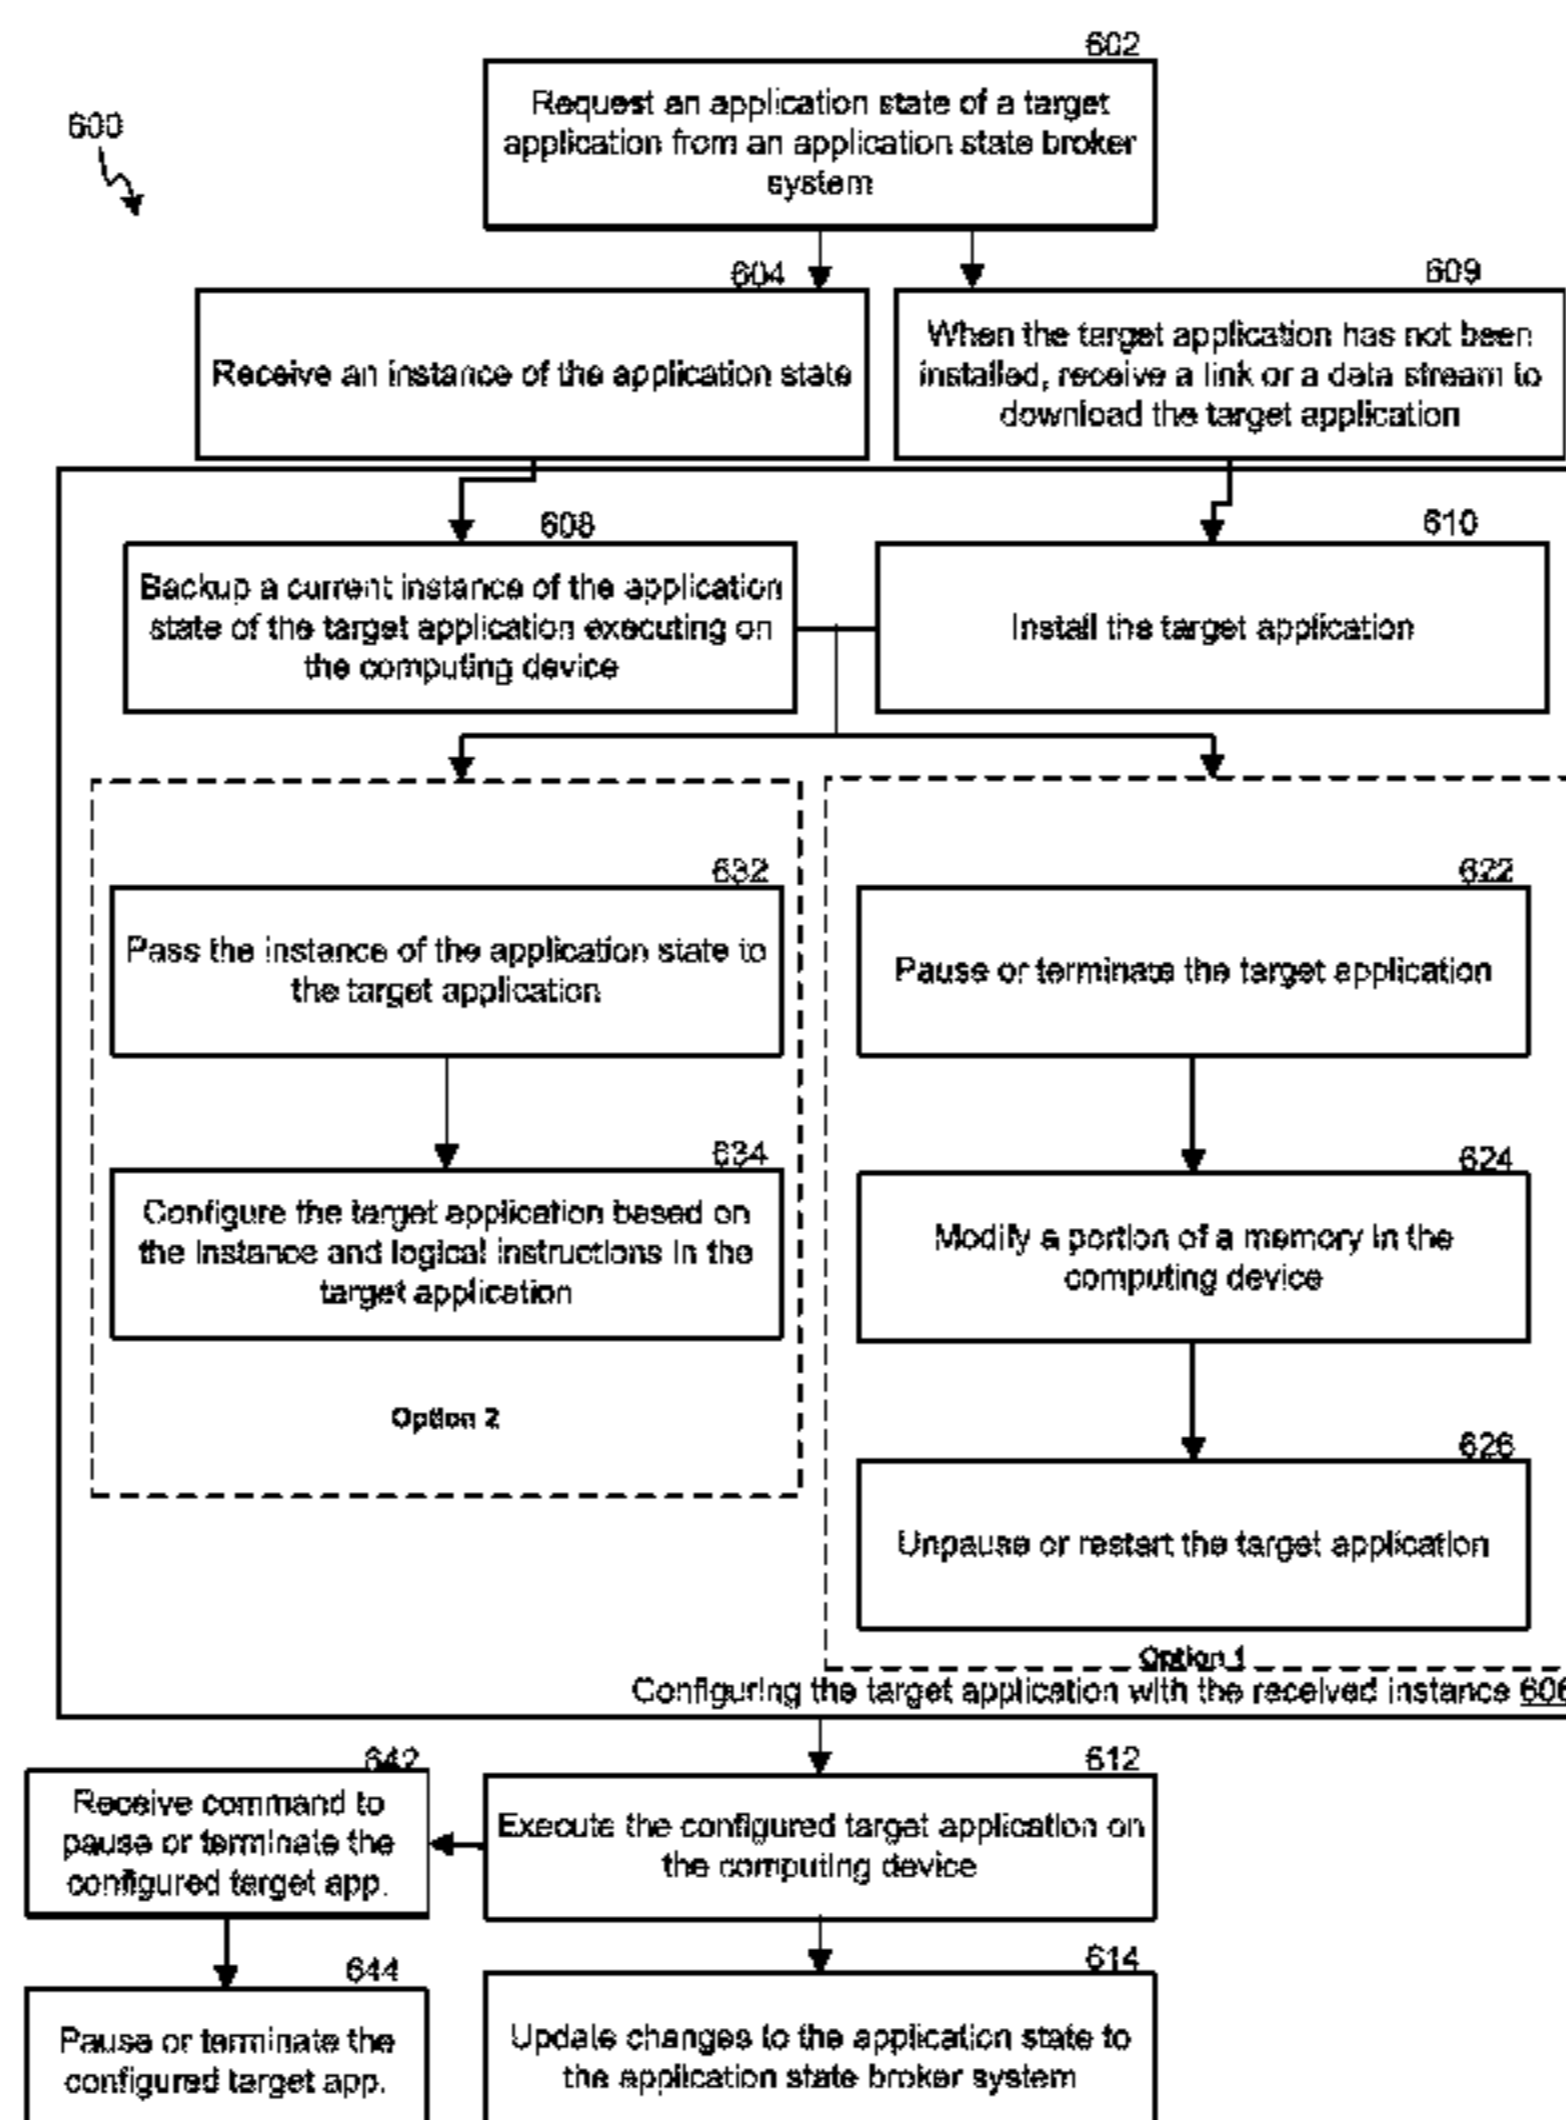 602
Request an application state of a target
application from an application state broker
system
600
604
Receive an instance of the application state
609
When the target application has not been
installed, receive a link or a data stream to
download the target application
608
Backup a current instance of the application
state of the target application executing on
the computing device
610
Install the target application
632
Pass the instance of the application state to
the target application
634
Configure the target application based on
the instance and logical instructions in the
target application
Option 2
622
Pause or terminate the target application
624
Modify a portion of a memory in the
computing device
626
Unpause or restart the target application
Option 1
Configuring the target application with the received instance 606
642
Receive command to
pause or terminate the
configured target app.
612
Execute the configured target application on
the computing device
644
Pause or terminate the
configured target app.
614
Update changes to the application state to
the application state broker system